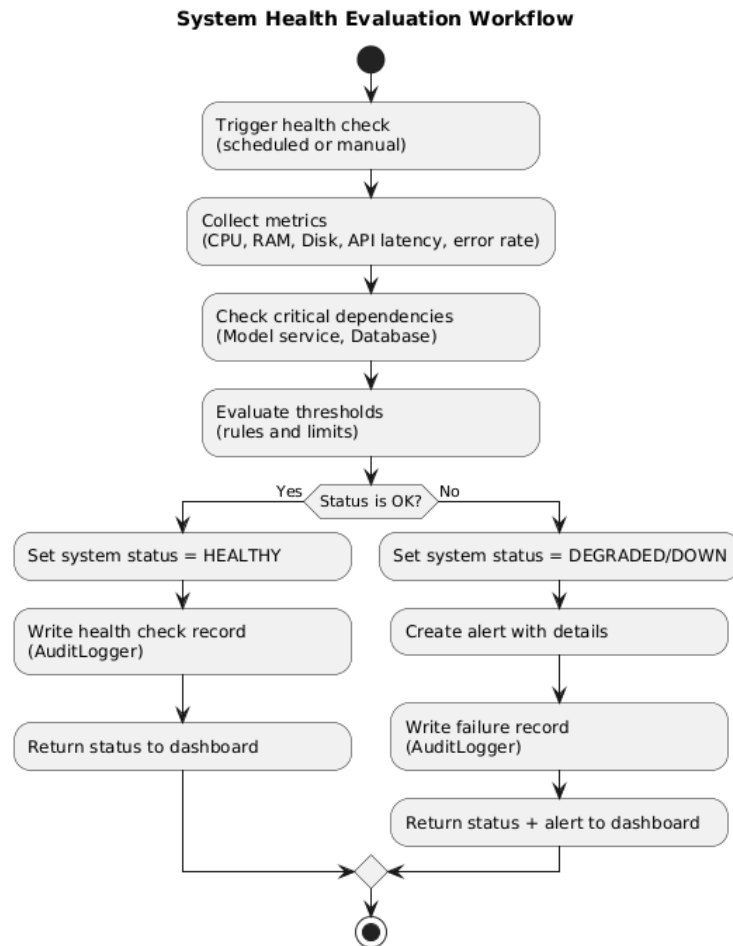 System Health Evaluation Workflow
Trigger health check
(scheduled or manual)
Collect metrics
(CPU, RAM, Disk, API latency, error rate)
Check critical dependencies
(Model service, Database)
Evaluate thresholds
(rules and limits)
Yes
Status is OK?
No
Set system status = HEALTHY
Write health check record
(AuditLogger)
Return status to dashboard
Set system status = DEGRADED/DOWN
Create alert with details
Write failure record
(AuditLogger)
Return status + alert to dashboard